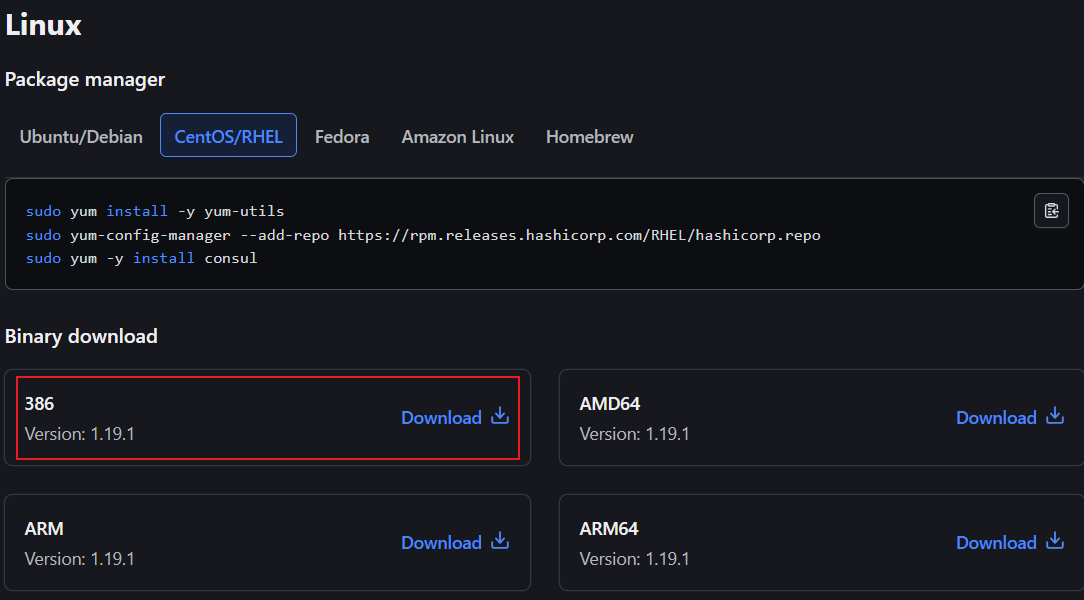 Linux
Package manager
Ubuntu/Debian CentOS/RHEL Fedora Amazon Linux Homebrew
sudo yum install -y yum-utils
sudo yum-config-manager --add-repo https://rpm.releases.hashicorp.com/RHEL/hashicorp.repo
sudo yum -y install consul
Binary download
386
Version: 1.19.1
Download
AMD64
Version: 1.19.1
Download
ARM
Version: 1.19.1
Download
ARM64
Version: 1.19.1
Download